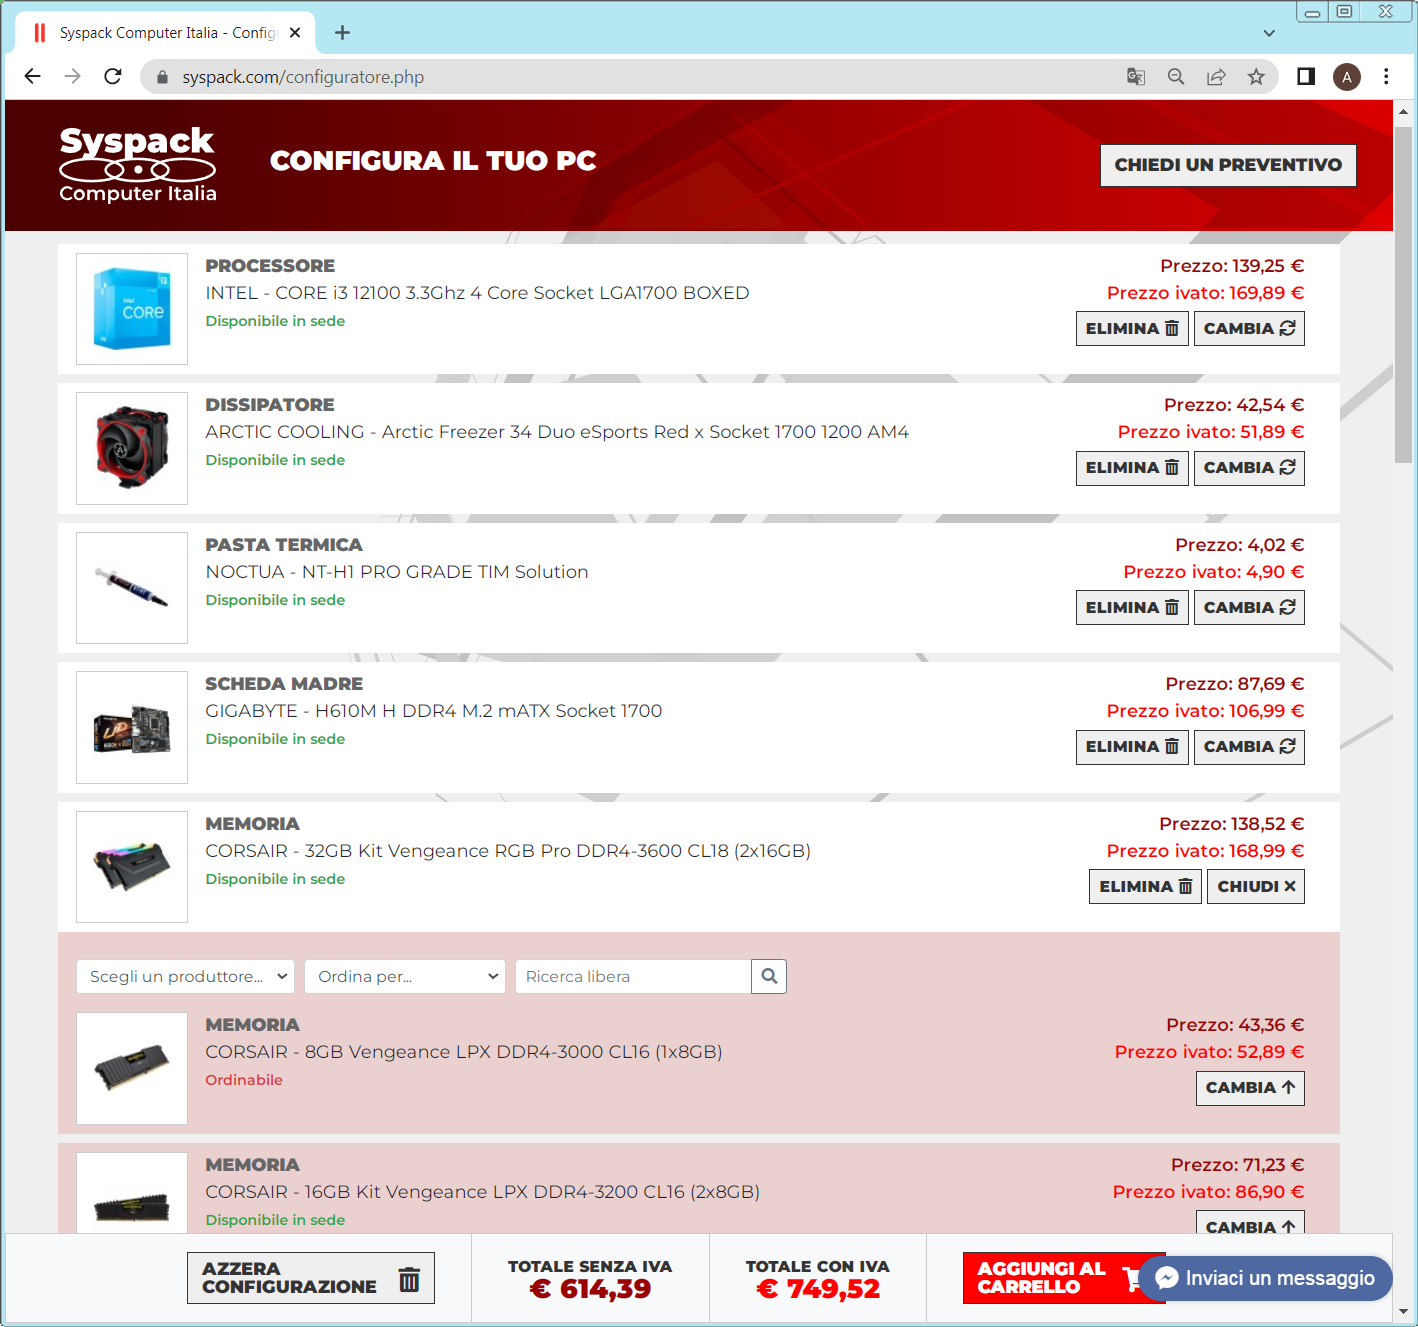 Syspack Computer Italia - Config
syspack.com/configuratore.php
A
Syspack
Computer Italia
CONFIGURA IL TUO PC
CHIEDI UN PREVENTIVO
PROCESSORE
INTEL - CORE i3 12100 3.3Ghz 4 Core Socket LGA1700 BOXED
Disponibile in sede
Prezzo: 139,25 €
Prezzo ivato: 169,89 €
ELIMINA
CAMBIA
intel
CORE
i3
DISSIPATORE
ARCTIC COOLING - Arctic Freezer 34 Duo eSports Red x Socket 1700 1200 AM4
Disponibile in sede
Prezzo: 42,54 €
Prezzo ivato: 51,89 €
ELIMINA
CAMBIA
PASTA TERMICA
NOCTUA - NT-H1 PRO GRADE TIM Solution
Disponibile in sede
Prezzo: 4,02 €
Prezzo ivato: 4,90 €
ELIMINA
CAMBIA
SCHEDA MADRE
GIGABYTE - H610M H DDR4 M.2 mATX Socket 1700
Disponibile in sede
Prezzo: 87,69 €
Prezzo ivato: 106,99 €
ELIMINA
CAMBIA
MEMORIA
CORSAIR - 32GB Kit Vengeance RGB Pro DDR4-3600 CL18 (2x16GB)
Disponibile in sede
Prezzo: 138,52 €
Prezzo ivato: 168,99 €
ELIMINA
CHIUDI
Scegli un produttore...
Ordina per...
Ricerca libera
MEMORIA
CORSAIR - 8GB Vengeance LPX DDR4-3000 CL16 (1x8GB)
Ordinabile
Prezzo: 43,36 €
Prezzo ivato: 52,89 €
CAMBIA
MEMORIA
CORSAIR - 16GB Kit Vengeance LPX DDR4-3200 CL16 (2x8GB)
Disponibile in sede
Prezzo: 71,23 €
Prezzo ivato: 86,90 €
CAMBIA
AZZERA
CONFIGURAZIONE
TOTALE SENZA IVA
€ 614,39
TOTALE CON IVA
€ 749,52
AGGIUNGI AL
CARRELLO
Inviaci un messaggio